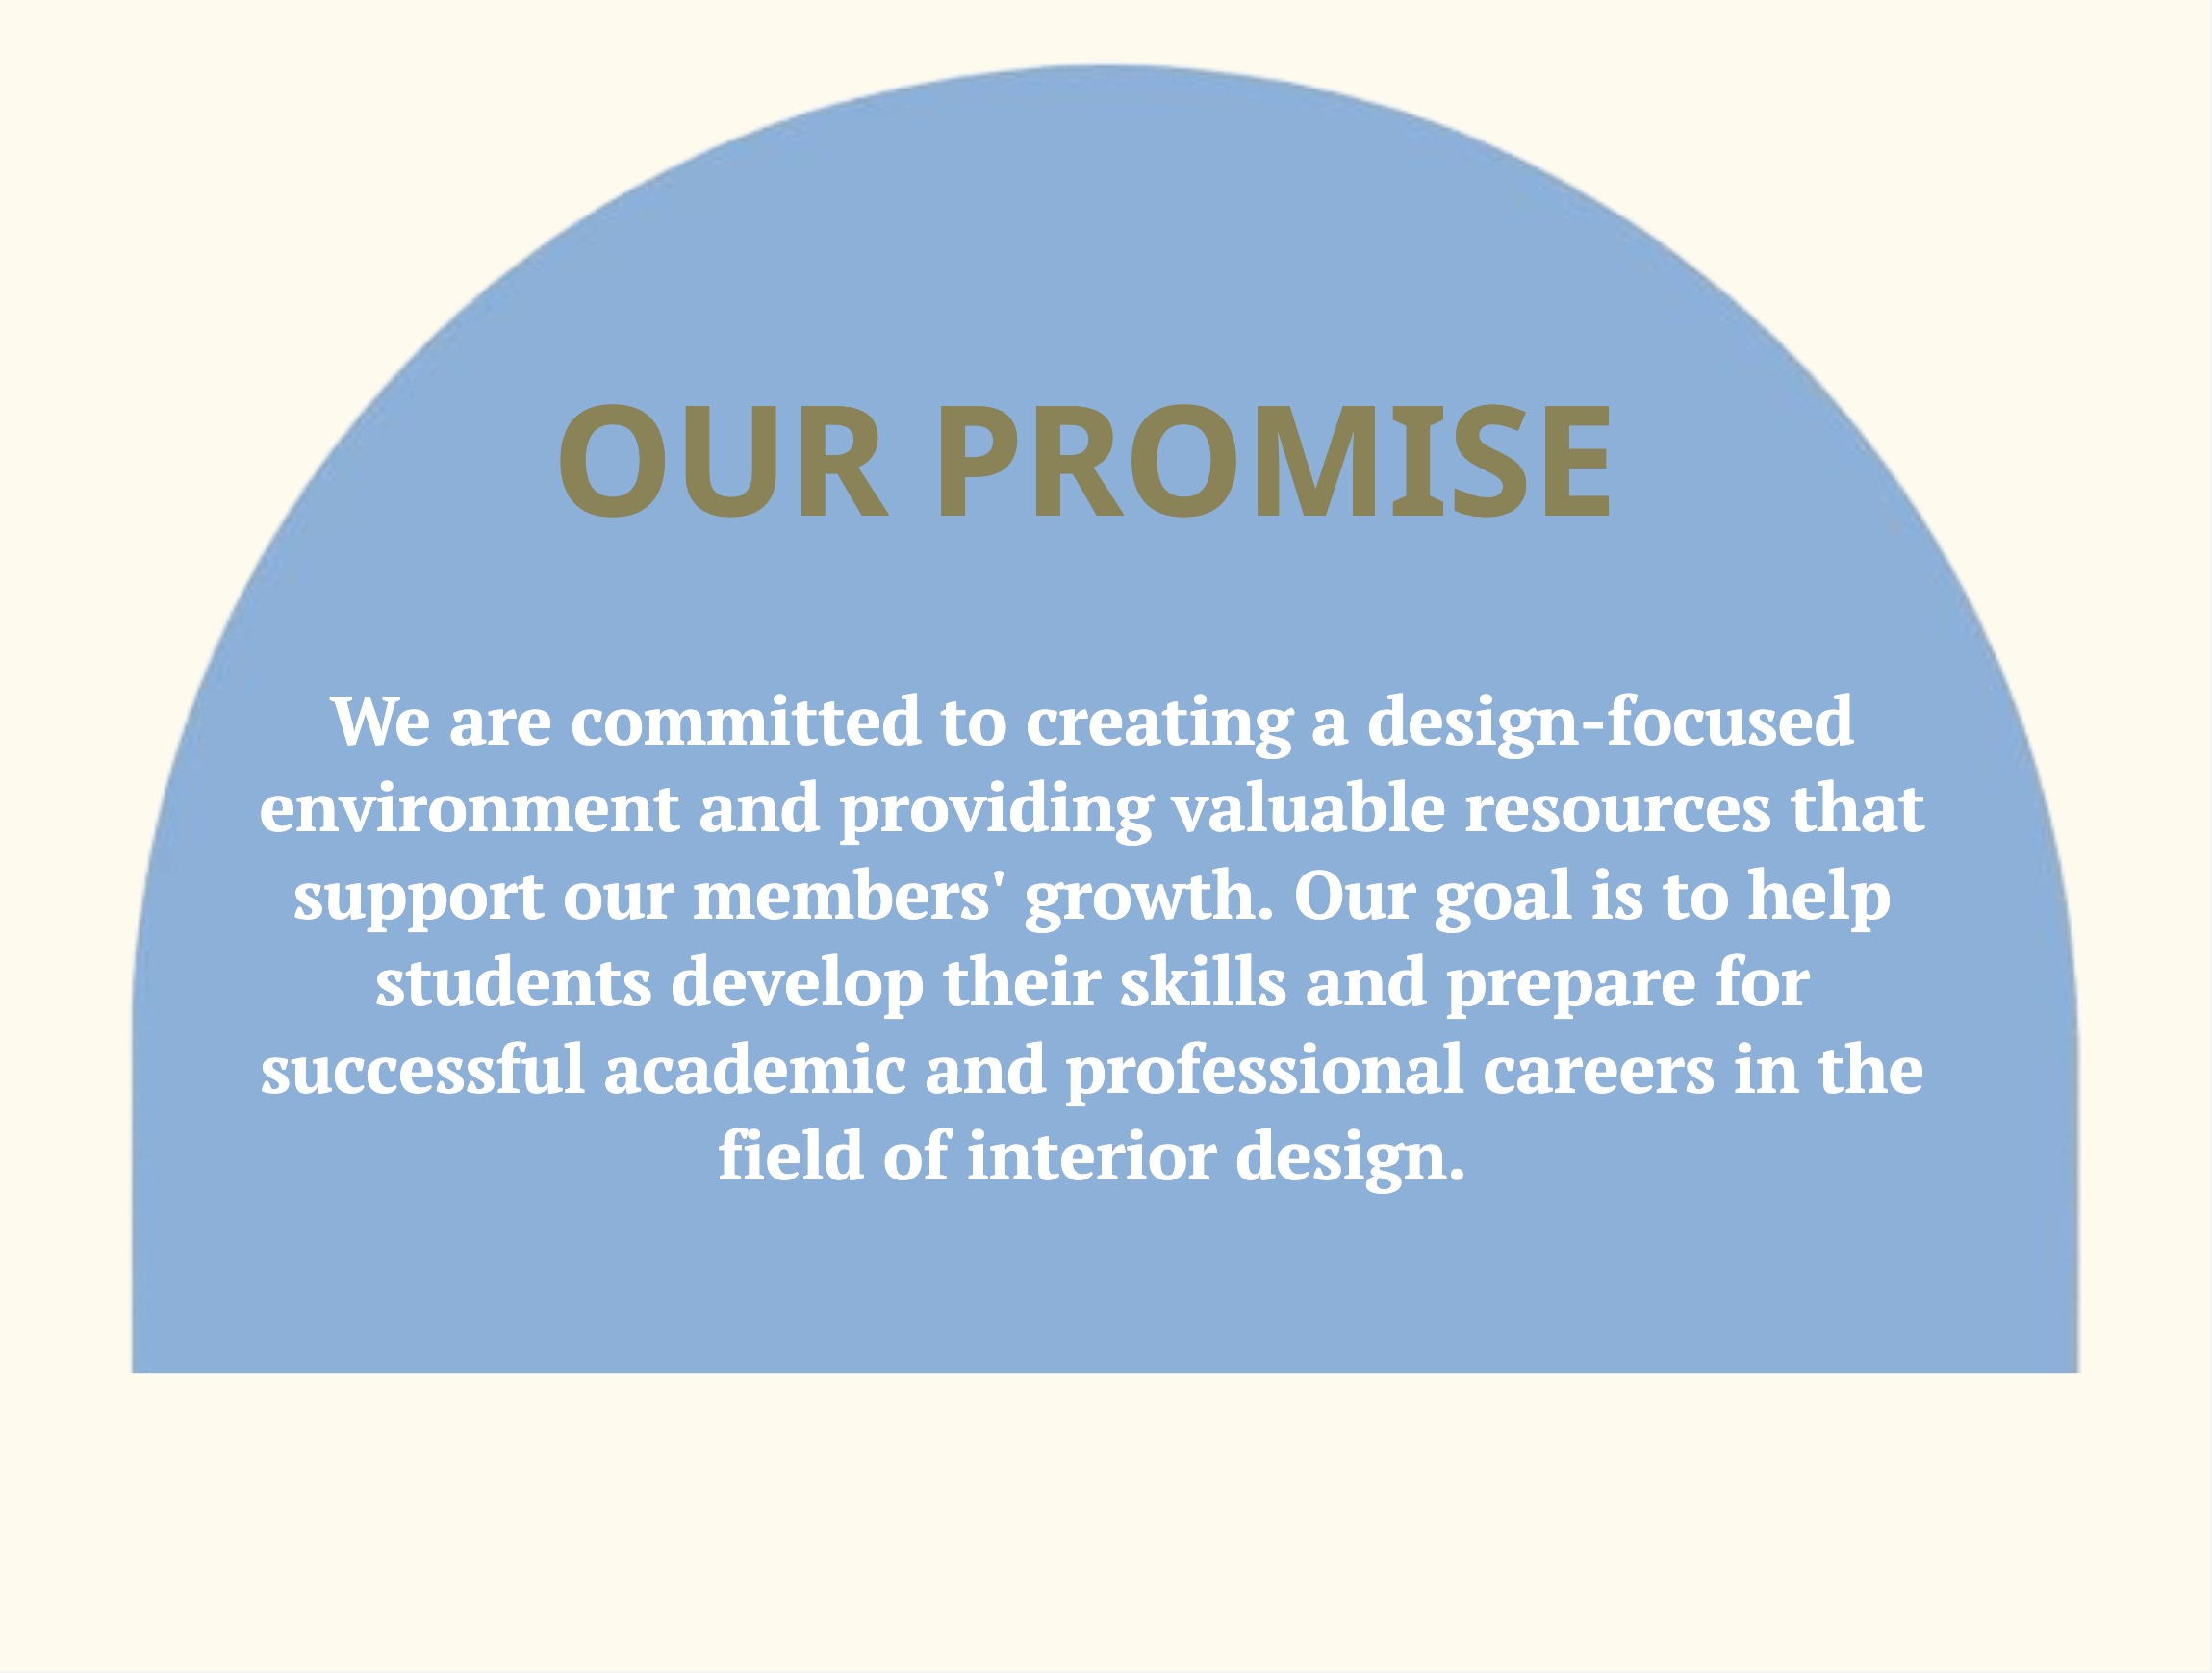 OUR PROMISE
We are committed to creating a design-focused
environment and providing valuable resources that
support our members' growth. Our goal is to help
students develop their skills and prepare for
successful academic and professional careers in the
field of interior design.